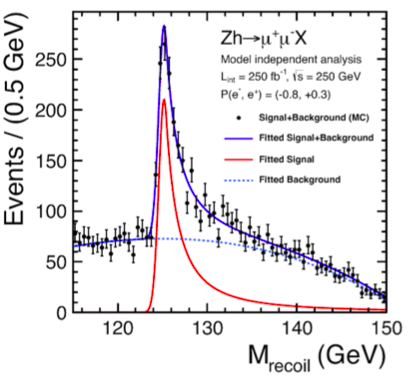 Zh→μ⁺μ⁻X
Model independent analysis
L_int = 250 fb⁻¹, √s = 250 GeV
P(e⁻, e⁺) = (-0.8, +0.3)
Signal+Background (MC)
Fitted Signal+Background
Fitted Signal
Fitted Background
Events / (0.5 GeV)
250
200
150
100
50
0
120 130 140 150
M_recoil (GeV)